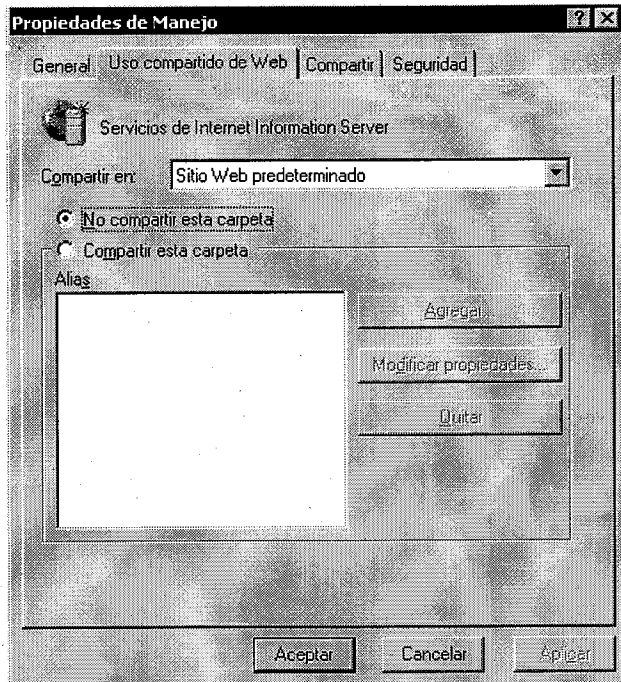 Propiedades de Manejo
General Uso compartido de Web Compartir Seguridad
Servicios de Internet Information Server
Compartir en: Sitio Web predeterminado
No compartir esta carpeta
Compartir esta carpeta
Alias
Agregar...
Modificar propiedades...
Quitar
Aceptar Cancelar Aplicar